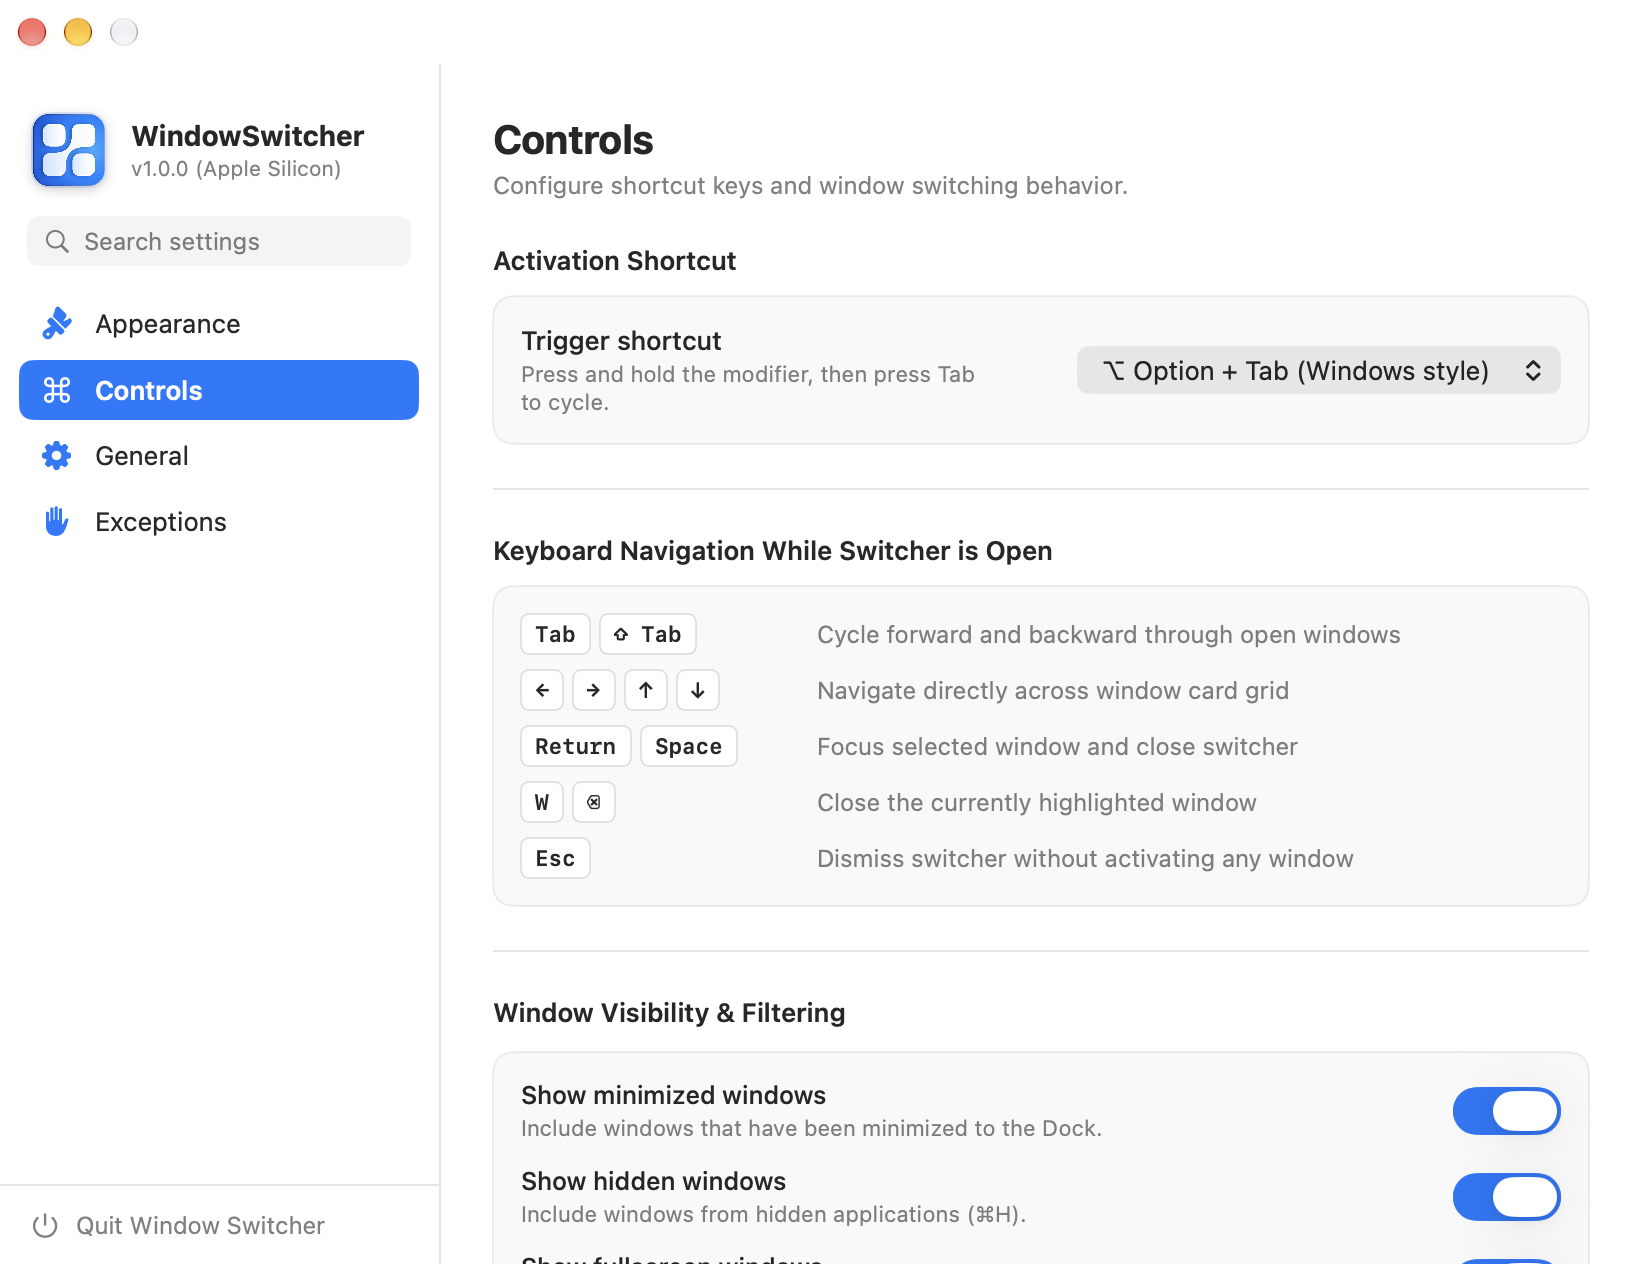 WindowSwitcher
v1.0.0 (Apple Silicon)
Search settings
Appearance
Controls
General
Exceptions
Quit Window Switcher
Controls
Configure shortcut keys and window switching behavior.
Activation Shortcut
Trigger shortcut
Press and hold the modifier, then press Tab
to cycle.
⌥ Option + Tab (Windows style)
Keyboard Navigation While Switcher is Open
Tab ⇧ Tab Cycle forward and backward through open windows
← → ↑ ↓ Navigate directly across window card grid
Return Space Focus selected window and close switcher
W ⌫ Close the currently highlighted window
Esc Dismiss switcher without activating any window
Window Visibility & Filtering
Show minimized windows
Include windows that have been minimized to the Dock.
Show hidden windows
Include windows from hidden applications (⌘H).
Show fullscreen windows